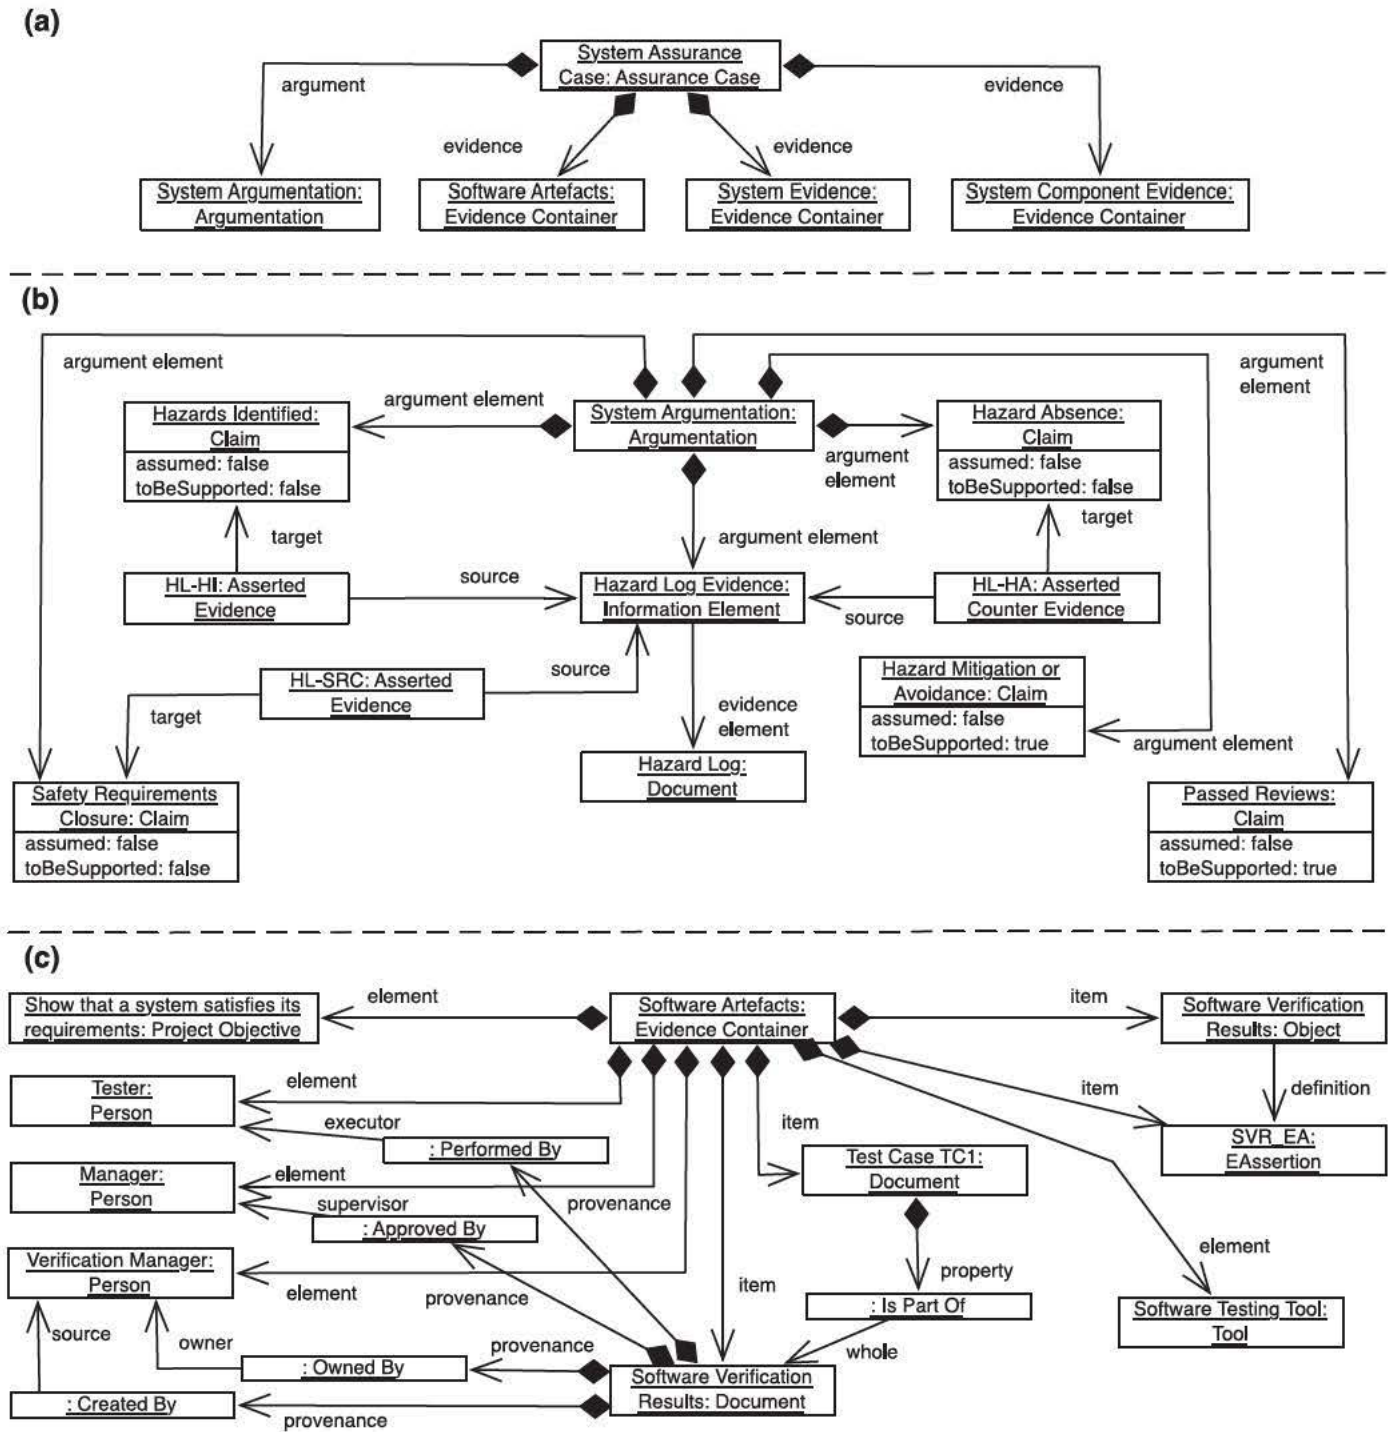 (a)
System Assurance
Case: Assurance Case
argument
evidence
evidence
evidence
System Argumentation:
Argumentation
Software Artefacts:
Evidence Container
System Evidence:
Evidence Container
System Component Evidence:
Evidence Container
(b)
argument element
argument
element
argument element
Hazards Identified:
Claim
assumed: false
toBeSupported: false
System Argumentation:
Argumentation
argument
element
Hazard Absence:
Claim
assumed: false
toBeSupported: false
target
argument element
target
HL-HI: Asserted
Evidence
source
Hazard Log Evidence:
Information Element
source
HL-HA: Asserted
Counter Evidence
HL-SRC: Asserted
Evidence
source
target
evidence
element
Hazard Mitigation or
Avoidance: Claim
assumed: false
toBeSupported: true
argument element
Hazard Log:
Document
Safety Requirements
Closure: Claim
assumed: false
toBeSupported: false
Passed Reviews:
Claim
assumed: false
toBeSupported: true
(c)
Show that a system satisfies its
requirements: Project Objective
element
Software Artefacts:
Evidence Container
item
Software Verification
Results: Object
Tester:
Person
element
executor
: Performed By
item
item
definition
SVR_EA:
EAssertion
Manager:
Person
element
supervisor
: Approved By
provenance
Test Case TC1:
Document
Verification Manager:
Person
element
provenance
item
property
: Is Part Of
whole
element
Software Testing Tool:
Tool
source
owner
: Owned By
provenance
Software Verification
Results: Document
: Created By
provenance